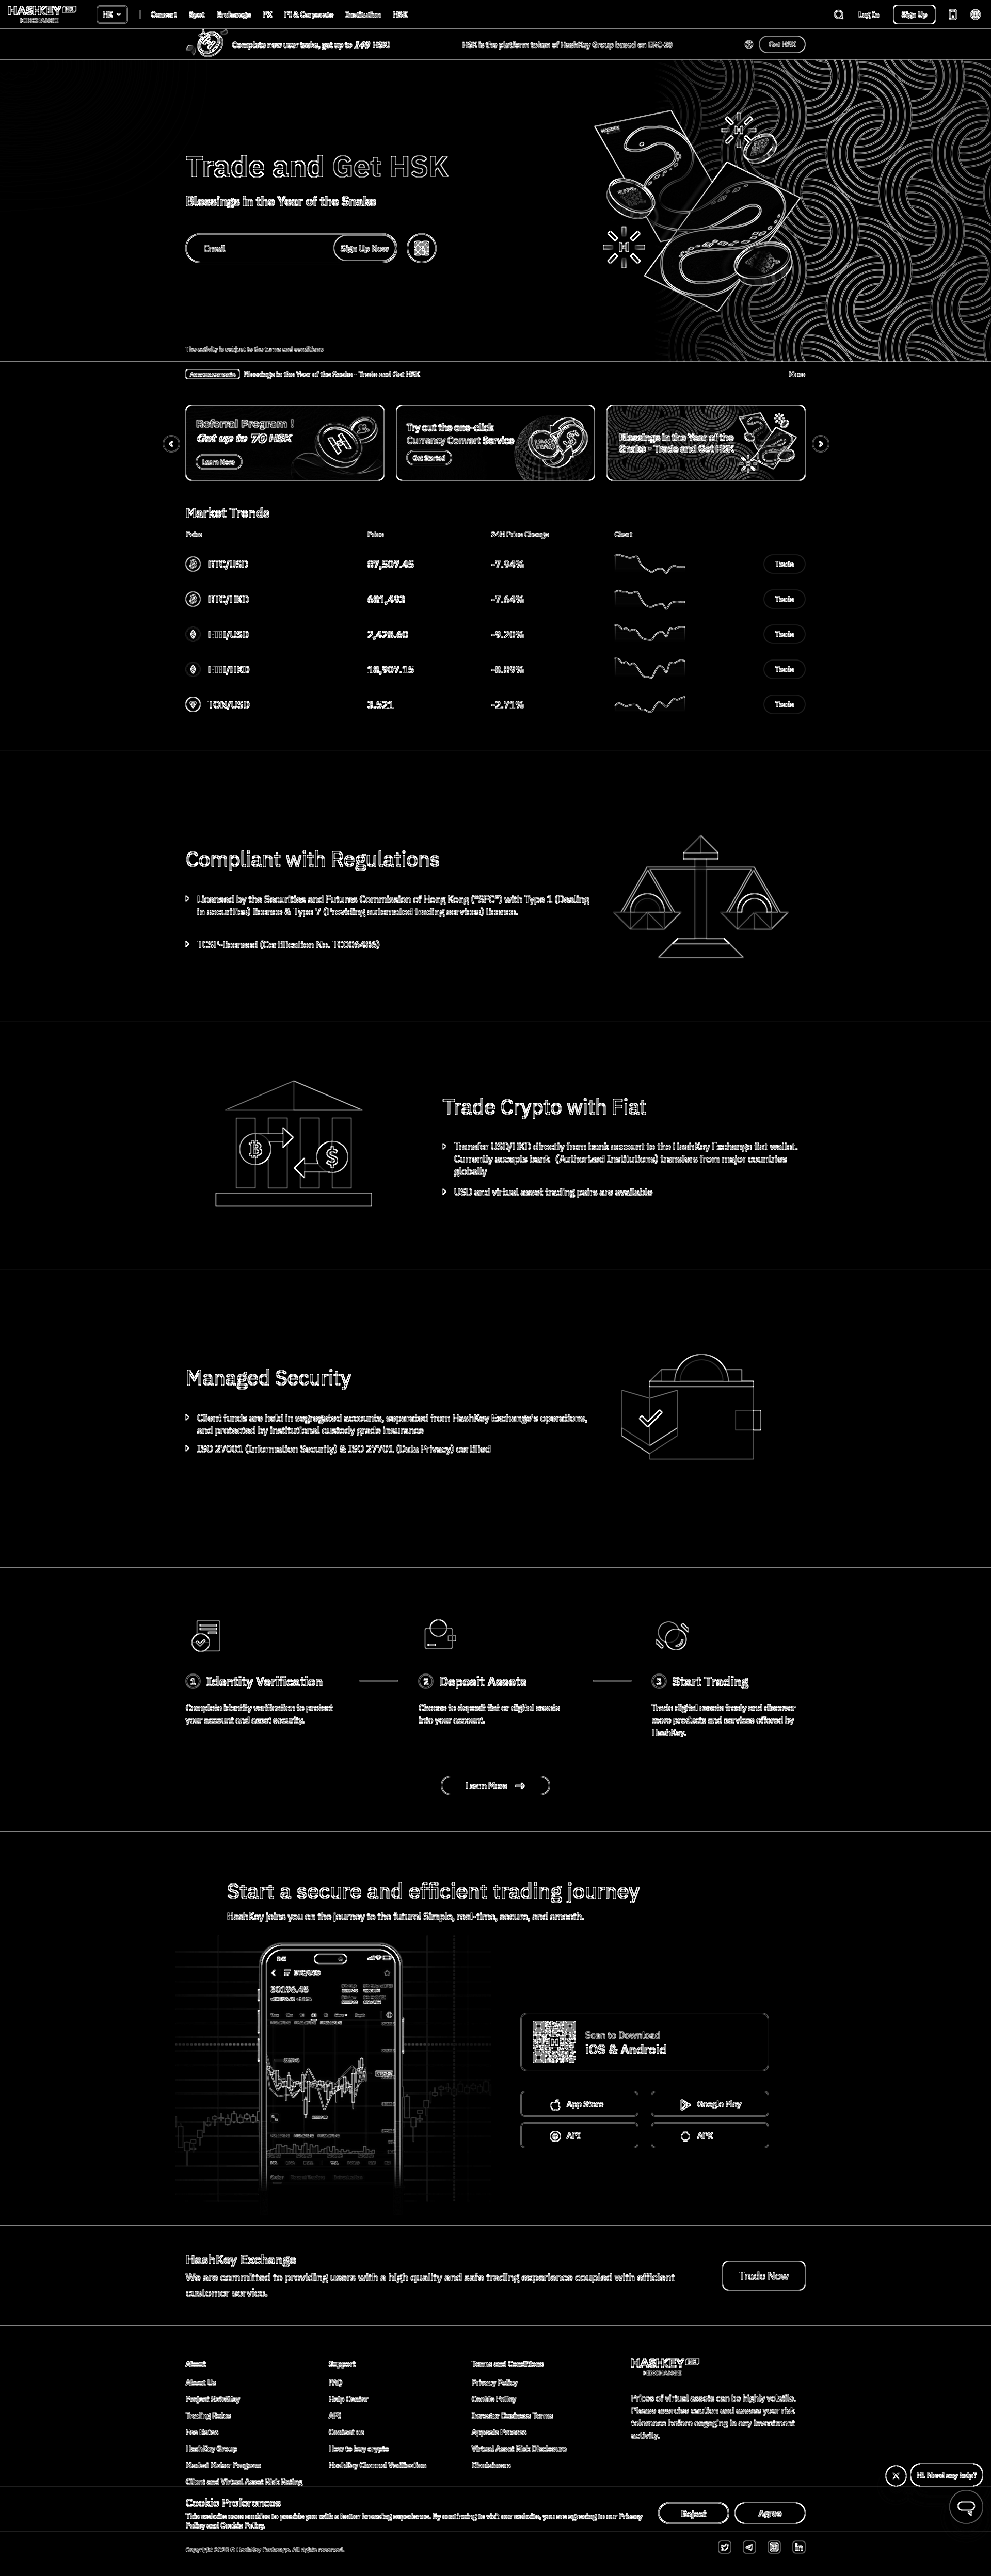 HASHKEY HK
EXCHANGE
HK
Convert Spot Brokerage PI & Corporate Institution HSK
Log In
Sign Up
Complete new user tasks, get up to 140 HSK!
HSK is the platform token of HashKey Group based on ERC-20
Get HSK
Trade and Get HSK
Blessings in the Year of the Snake
Email
Sign Up Now
The activity is subject to the terms and conditions
Announcements
Blessings in the Year of the Snake - Trade and Get HSK
More
Referral Program !
Get up to 70 HSK
Learn More
Try out the one-click
Currency Convert Service
Get Started
Blessings in the Year of the
Snake - Trade and Get HSK
Market Trends
Pairs Price 24H Price Change Chart
BTC/USD 87,507.45 -7.94% Trade
BTC/HKD 681,493 -7.64% Trade
ETH/USD 2,428.60 -9.20% Trade
ETH/HKD 18,907.15 -8.89% Trade
TON/USD 3.521 -2.71% Trade
Compliant with Regulations
Licensed by the Securities and Futures Commission of Hong Kong ("SFC") with Type 1 (Dealing
in securities) licence & Type 7 (Providing automated trading services) licence.
TCSP-licensed (Certification No. TC006486)
Trade Crypto with Fiat
Transfer USD/HKD directly from bank account to the HashKey Exchange fiat wallet.
Currently accepts bank (Authorized Institutions) transfers from major countries
globally
USD and virtual asset trading pairs are available
Managed Security
Client funds are held in segregated accounts, separated from HashKey Exchange's operations,
and protected by institutional custody grade insurance
ISO 27001 (Information Security) & ISO 27701 (Data Privacy) certified
1 Identity Verification
Complete identity verification to protect
your account and asset security.
2 Deposit Assets
Choose to deposit fiat or digital assets
into your account.
3 Start Trading
Trade digital assets freely and discover
more products and services offered by
HashKey.
Learn More
Start a secure and efficient trading journey
HashKey joins you on the journey to the future! Simple, real-time, secure, and smooth.
BTC/USD
30196.45
Scan to Download
iOS & Android
App Store
Google Play
API
APK
HashKey Exchange
We are committed to providing users with a high quality and safe trading experience coupled with efficient
customer service.
Trade Now
About
About Us
Project SafeKey
Trading Rules
Fee Rates
HashKey Group
Market Maker Program
Client and Virtual Asset Risk Rating
Support
FAQ
Help Center
API
Contact us
How to buy crypto
HashKey Channel Verification
Terms and Conditions
Privacy Policy
Cookie Policy
Investor Business Terms
Appeals Process
Virtual Asset Risk Disclosure
Disclaimers
HASHKEY HK
EXCHANGE
Prices of virtual assets can be highly volatile.
Please exercise caution and assess your risk
tolerance before engaging in any investment
activity.
Hi. Need any help?
Cookie Preferences
This website uses cookies to provide you with a better browsing experience. By continuing to visit our website, you are agreeing to our Privacy
Policy and Cookie Policy.
Reject
Agree
Copyright 2025 © HashKey Exchange. All rights reserved.